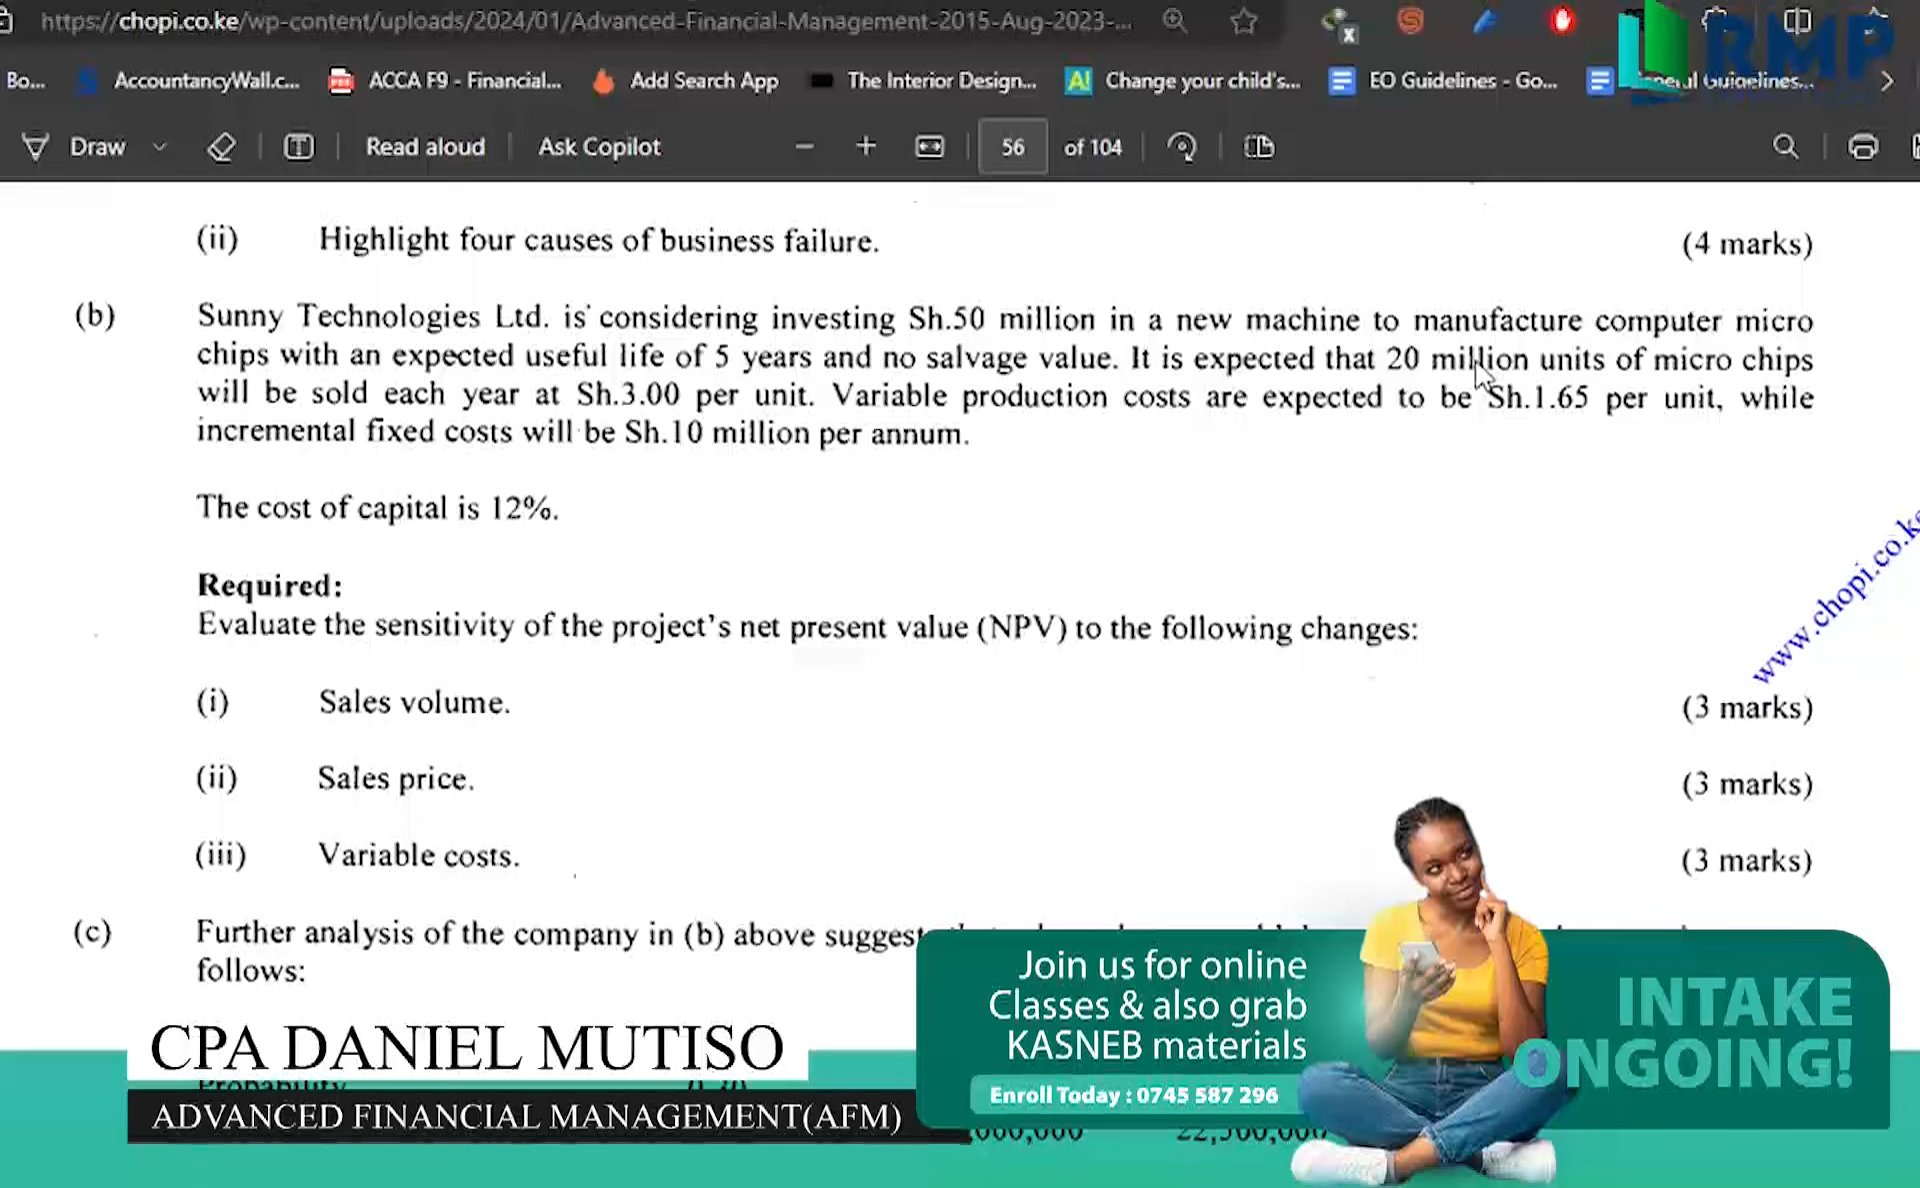 https://chopi.co.ke/wp-content/uploads/2024/01/Advanced-Financial-Management-2015-Aug-2023-...
RMP
Bo... AccountancyWall.c... ACCA F9 - Financial... Add Search App The Interior Design... Change your child's... EO Guidelines - Go... Guidelines...
Draw Read aloud Ask Copilot 56 of 104
(ii) Highlight four causes of business failure. (4 marks)
(b) Sunny Technologies Ltd. is considering investing Sh.50 million in a new machine to manufacture computer micro
chips with an expected useful life of 5 years and no salvage value. It is expected that 20 million units of micro chips
will be sold each year at Sh.3.00 per unit. Variable production costs are expected to be Sh.1.65 per unit, while
incremental fixed costs will be Sh.10 million per annum.
The cost of capital is 12%.
www.chopi.co.ke
Required:
Evaluate the sensitivity of the project's net present value (NPV) to the following changes:
(i) Sales volume. (3 marks)
(ii) Sales price. (3 marks)
(iii) Variable costs. (3 marks)
(c) Further analysis of the company in (b) above
follows:
Join us for online
Classes & also grab
KASNEB materials
Enroll Today : 0745 587 296
INTAKE
ONGOING!
CPA DANIEL MUTISO
Probability
ADVANCED FINANCIAL MANAGEMENT(AFM)